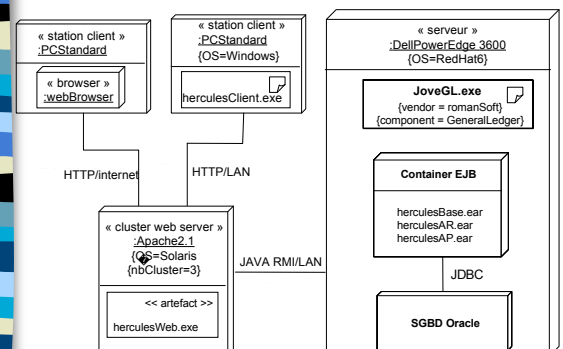 « station client »
:PCStandard
« browser »
:webBrowser
« station client »
:PCStandard
{OS=Windows}
herculesClient.exe
« serveur »
:DellPowerEdge 3600
{OS=RedHat6}
JoveGL.exe
{vendor = romanSoft}
{component = GeneralLedger}
Container EJB
herculesBase.ear
herculesAR.ear
herculesAP.ear
JDBC
SGBD Oracle
HTTP/internet
HTTP/LAN
« cluster web server »
:Apache2.1
{OS=Solaris
{nbCluster=3}
<< artefact >>
herculesWeb.exe
JAVA RMI/LAN